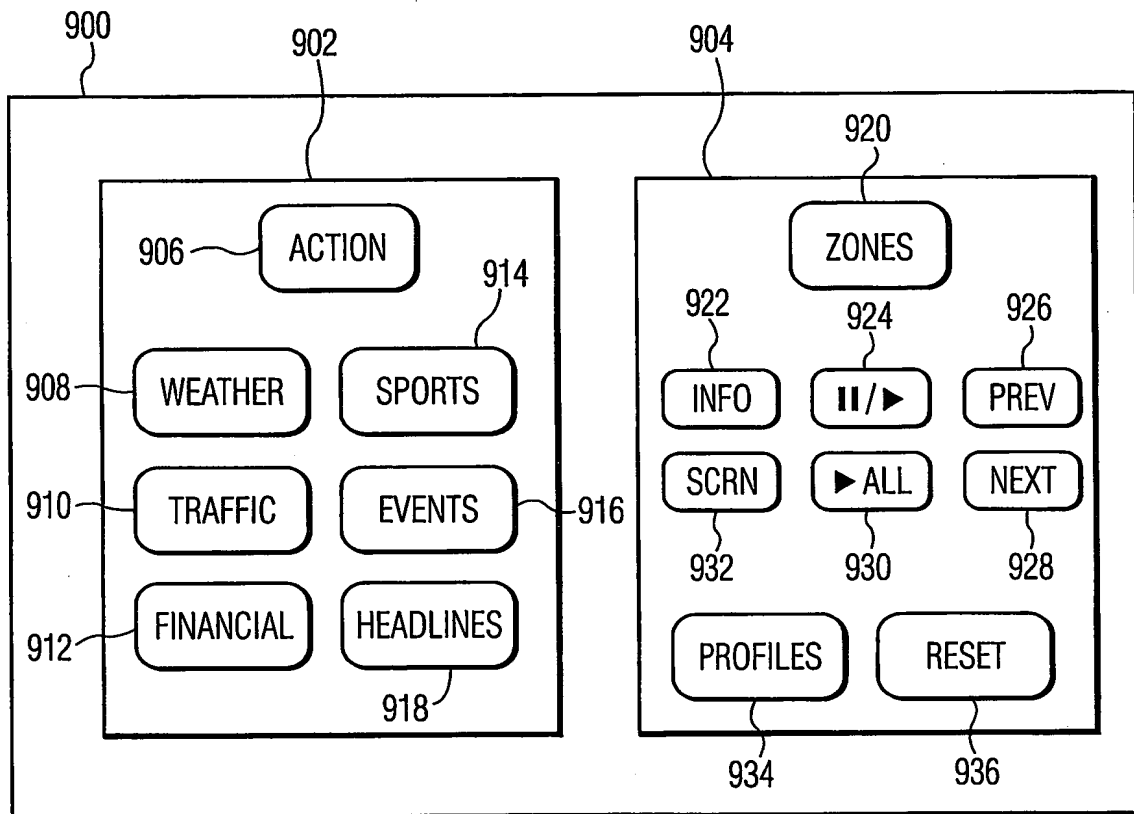 900 902 904
920
906 ACTION ZONES
914
922 924 926
908 WEATHER SPORTS INFO II/▶ PREV
910 TRAFFIC EVENTS 916 SCRN ▶ALL NEXT
932 930 928
912 FINANCIAL HEADLINES PROFILES RESET
918
934 936